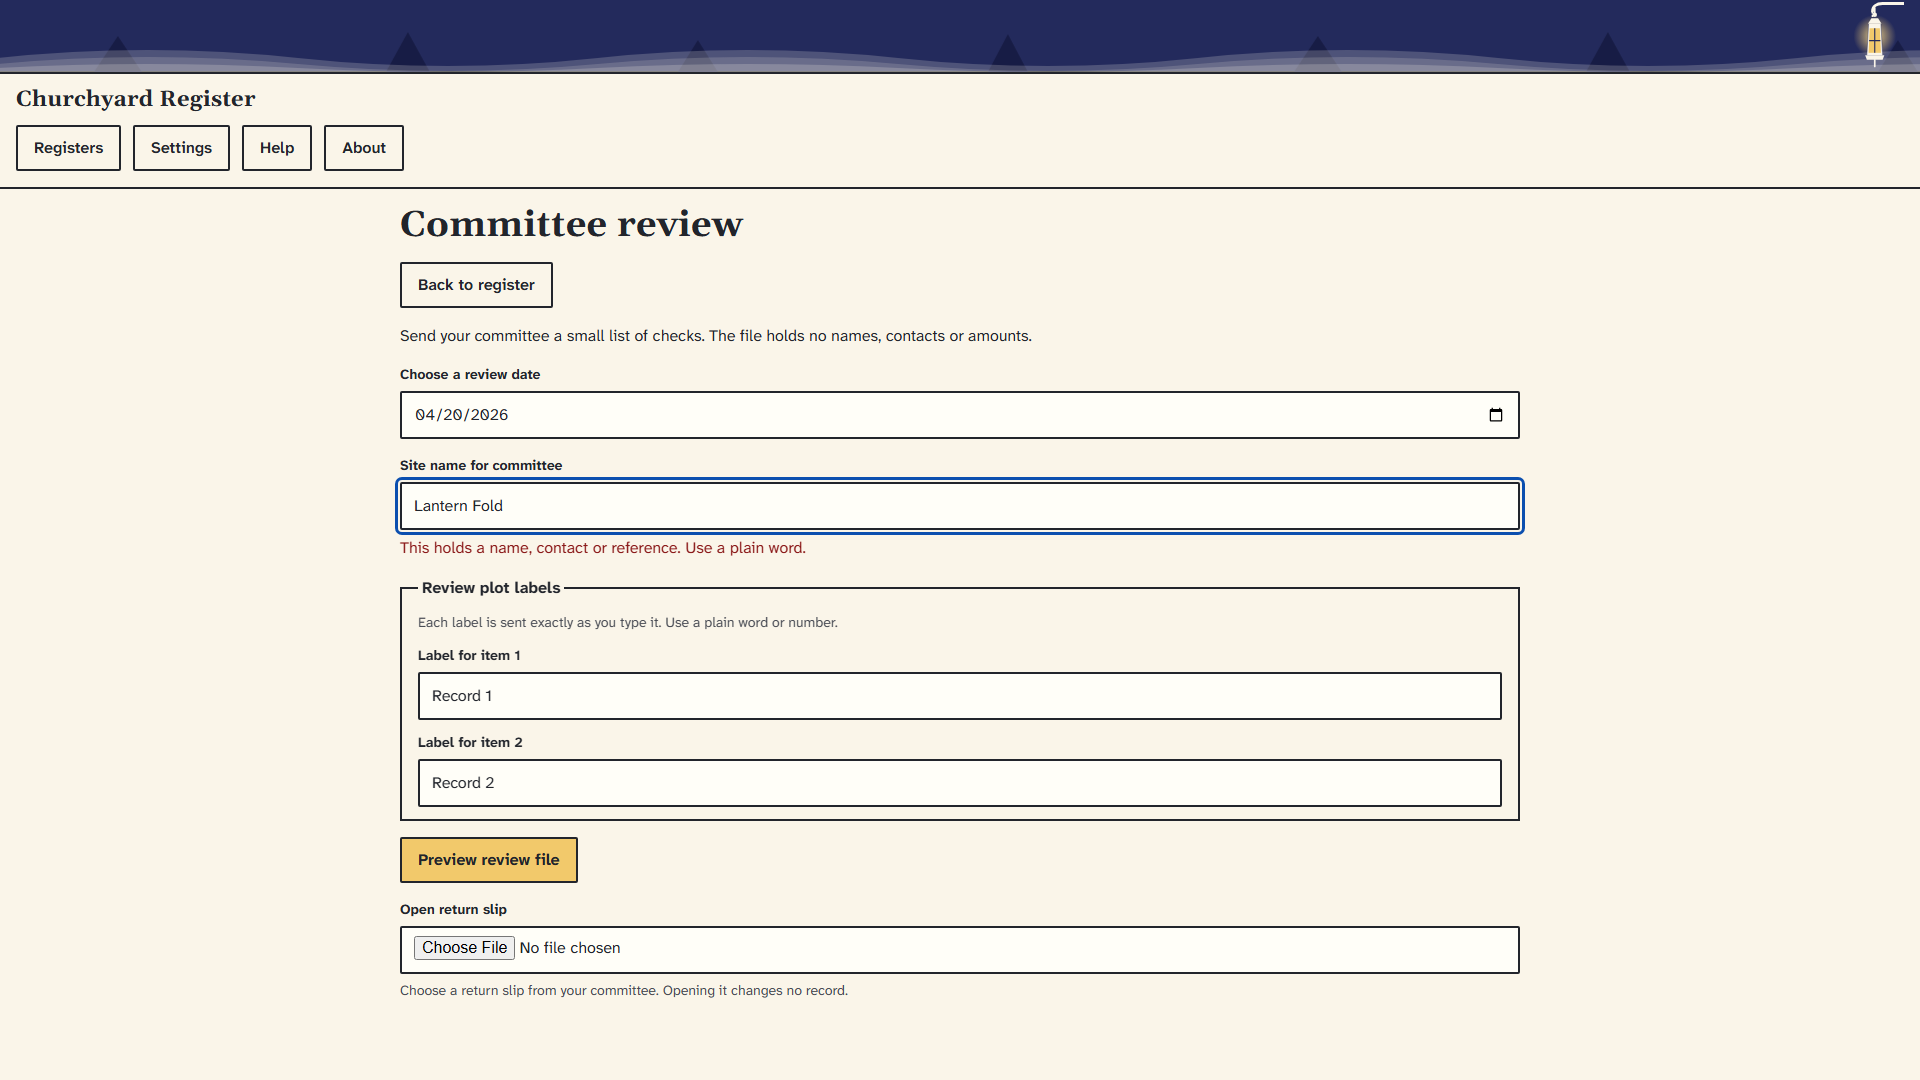 Churchyard Register
Registers
Settings
Help
About
Committee review
Back to register
Send your committee a small list of checks. The file holds no names, contacts or amounts.
Choose a review date
04/20/2026
Site name for committee
Lantern Fold
This holds a name, contact or reference. Use a plain word.
Review plot labels
Each label is sent exactly as you type it. Use a plain word or number.
Label for item 1
Record 1
Label for item 2
Record 2
Preview review file
Open return slip
Choose File No file chosen
Choose a return slip from your committee. Opening it changes no record.